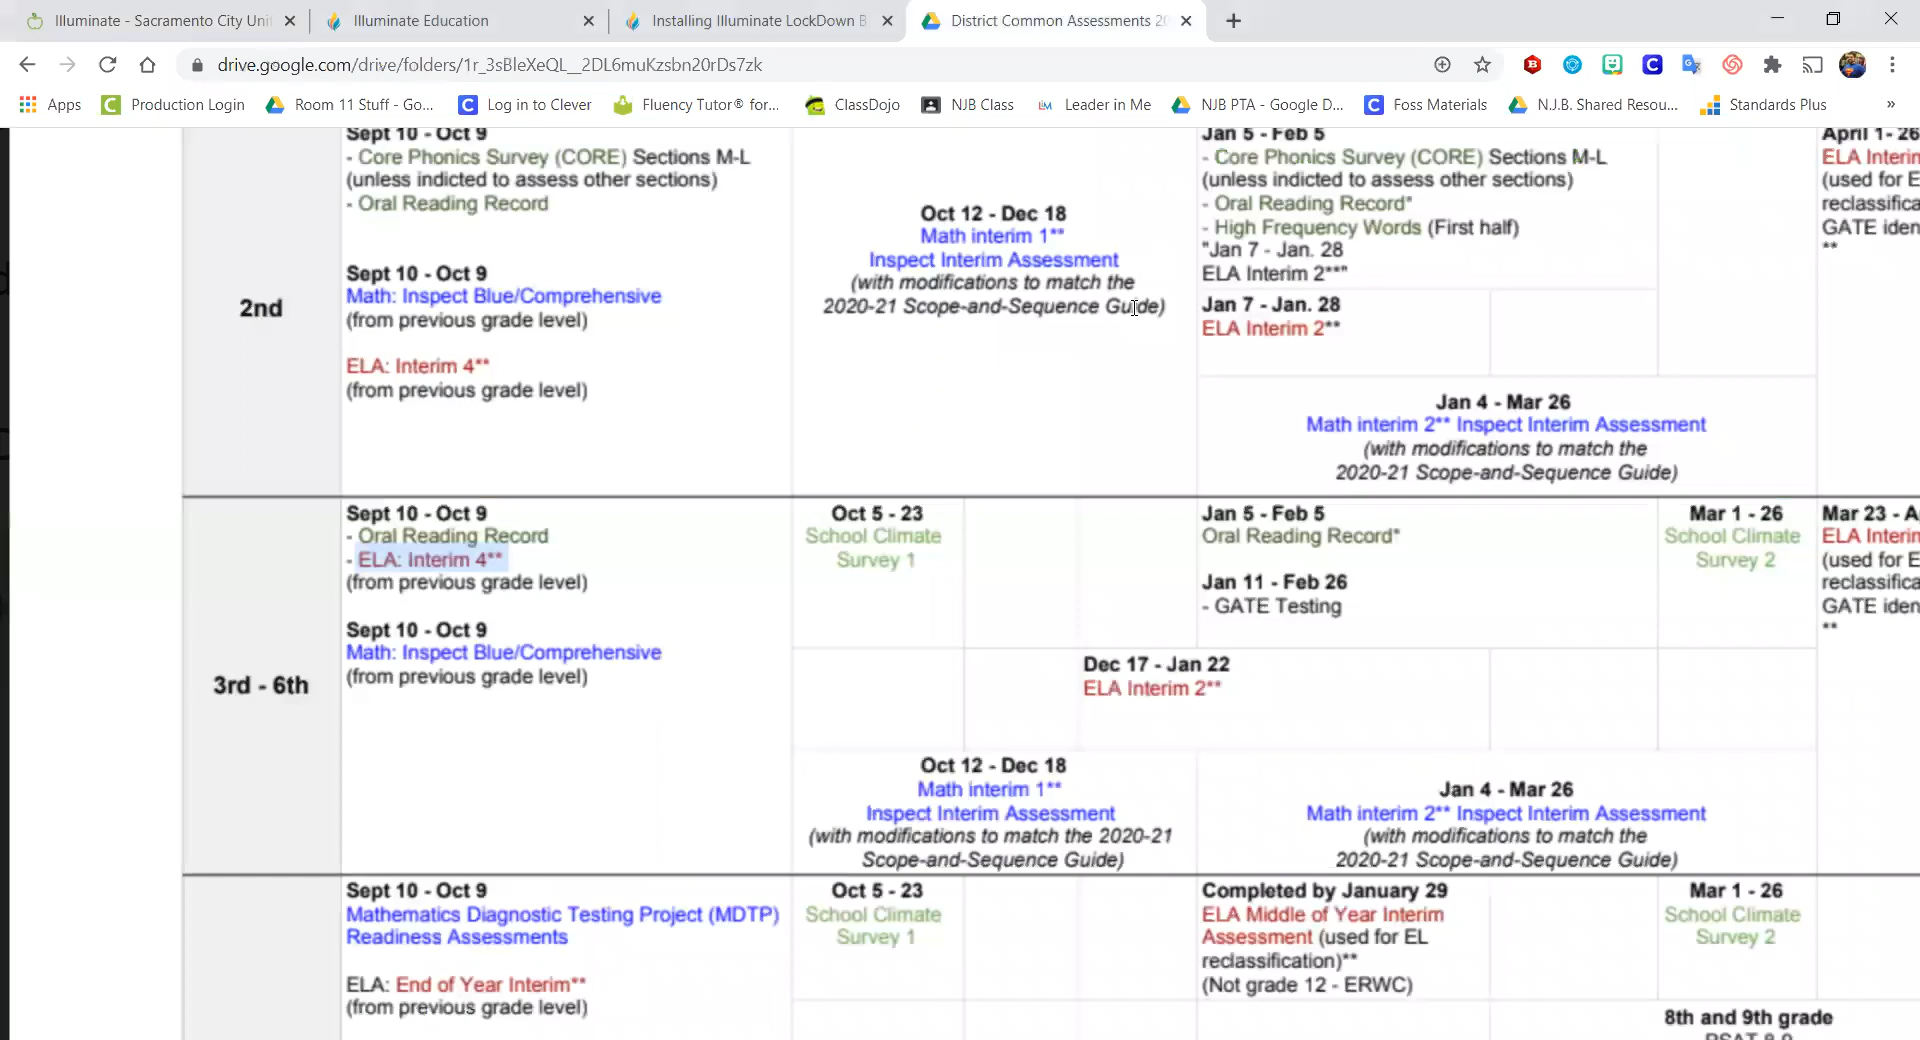 Illuminate - Sacramento City Uni
Illuminate Education
Installing Illuminate LockDown B
District Common Assessments 20
drive.google.com/drive/folders/1r_3sBleXeQL__2DL6muKzsbn20rDs7zk
Apps
Production Login
Room 11 Stuff - Go...
Log in to Clever
Fluency Tutor® for...
ClassDojo
NJB Class
Leader in Me
NJB PTA - Google D...
Foss Materials
N.J.B. Shared Resou...
Standards Plus
»
2nd
Sept 10 - Oct 9
- Core Phonics Survey (CORE) Sections M-L
(unless indicted to assess other sections)
- Oral Reading Record
Sept 10 - Oct 9
Math: Inspect Blue/Comprehensive
(from previous grade level)
ELA: Interim 4**
(from previous grade level)
Oct 12 - Dec 18
Math interim 1**
Inspect Interim Assessment
(with modifications to match the
2020-21 Scope-and-Sequence Guide)
Jan 5 - Feb 5
- Core Phonics Survey (CORE) Sections M-L
(unless indicted to assess other sections)
- Oral Reading Record*
- High Frequency Words (First half)
"Jan 7 - Jan. 28
ELA Interim 2**"
Jan 7 - Jan. 28
ELA Interim 2**
Jan 4 - Mar 26
Math interim 2** Inspect Interim Assessment
(with modifications to match the
2020-21 Scope-and-Sequence Guide)
April 1- 26
ELA Interin
(used for E
reclassifica
GATE iden
**
3rd - 6th
Sept 10 - Oct 9
- Oral Reading Record
- ELA: Interim 4**
(from previous grade level)
Sept 10 - Oct 9
Math: Inspect Blue/Comprehensive
(from previous grade level)
Oct 5 - 23
School Climate
Survey 1
Jan 5 - Feb 5
Oral Reading Record*
Jan 11 - Feb 26
- GATE Testing
Mar 1 - 26
School Climate
Survey 2
Mar 23 - A
ELA Interin
(used for E
reclassifica
GATE iden
**
Dec 17 - Jan 22
ELA Interim 2**
Oct 12 - Dec 18
Math interim 1**
Inspect Interim Assessment
(with modifications to match the 2020-21
Scope-and-Sequence Guide)
Jan 4 - Mar 26
Math interim 2** Inspect Interim Assessment
(with modifications to match the
2020-21 Scope-and-Sequence Guide)
Sept 10 - Oct 9
Mathematics Diagnostic Testing Project (MDTP)
Readiness Assessments
ELA: End of Year Interim**
(from previous grade level)
Oct 5 - 23
School Climate
Survey 1
Completed by January 29
ELA Middle of Year Interim
Assessment (used for EL
reclassification)**
(Not grade 12 - ERWC)
Mar 1 - 26
School Climate
Survey 2
8th and 9th grade
PSAT 8-9